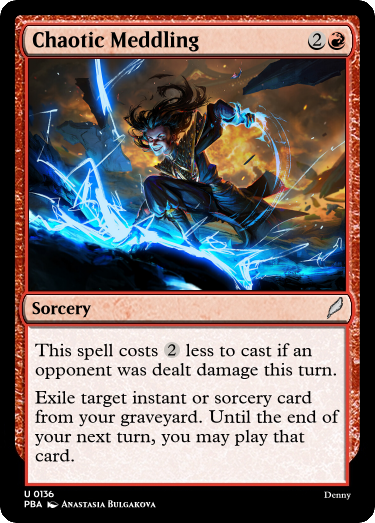 Chaotic Meddling 2
Sorcery
This spell costs 2 less to cast if an
opponent was dealt damage this turn.
Exile target instant or sorcery card
from your graveyard. Until the end of
your next turn, you may play that
card.
U 0136
PBA Anastasia Bulgakova
Denny